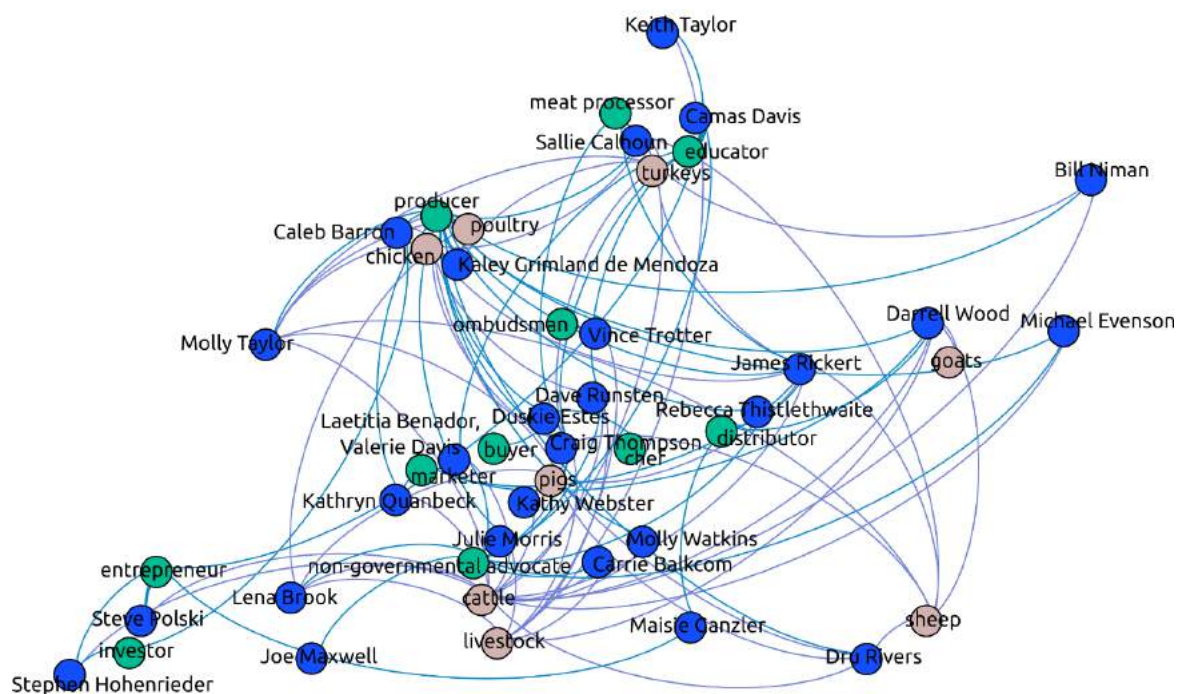 Keith Taylor
meat processor
Camas Davis
Sallie Calhoun
educator
turkeys
Bill Niman
producer
poultry
Caleb Barron
chicken
Kaley Grimland de Mendoza
ombudsman
Vince Trotter
Darrell Wood
Michael Evenson
Molly Taylor
James Rickert
goats
Dave Runsten
Duskie Estes
Rebecca Thistlethwaite
Laetitia Benador,
Valerie Davis
buyer
Craig Thompson
distributor
chef
marketer
pigs
Kathryn Quanbeck
Kathy Webster
Julie Morris
Molly Watkins
non-governmental advocate
Carrie Balkcom
entrepreneur
Lena Brook
cattle
Steve Polski
livestock
Maisie Ganzler
sheep
investor
Joe Maxwell
Dru Rivers
Stephen Hohenrieder